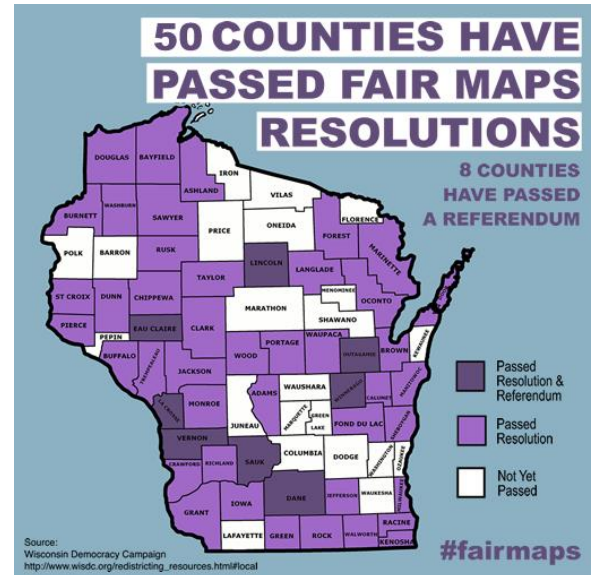 50 COUNTIES HAVE
PASSED FAIR MAPS
RESOLUTIONS
8 COUNTIES
HAVE PASSED
A REFERENDUM
DOUGLAS
BAYFIELD
IRON
ASHLAND
VILAS
BURNETT
WASHBURN
SAWYER
PRICE
ONEIDA
FLORENCE
FOREST
MARINETTE
POLK
BARRON
RUSK
LINCOLN
LANGLADE
TAYLOR
ST CROIX
DUNN
CHIPPEWA
MENOMINEE
OCONTO
MARATHON
SHAWANO
PIERCE
PEPIN
EAU CLAIRE
CLARK
BUFFALO
TREMPEALEAU
JACKSON
WOOD
PORTAGE
WAUPACA
OUTAGAMIE
BROWN
KEWAUNEE
LA CROSSE
MONROE
JUNEAU
ADAMS
WAUSHARA
WINNEBAGO
CALUMET
MANITOWOC
MARQUETTE
GREEN
LAKE
FOND DU LAC
SHEBOYGAN
VERNON
SAUK
COLUMBIA
DODGE
WASHINGTON
OZAUKEE
CRAWFORD
RICHLAND
DANE
JEFFERSON
WAUKESHA
MILWAUKEE
GRANT
IOWA
LAFAYETTE
GREEN
ROCK
WALWORTH
RACINE
KENOSHA
Passed
Resolution &
Referendum
Passed
Resolution
Not Yet
Passed
Source:
Wisconsin Democracy Campaign
http://www.wisdc.org/redistricting_resources.html#local
#fairmaps